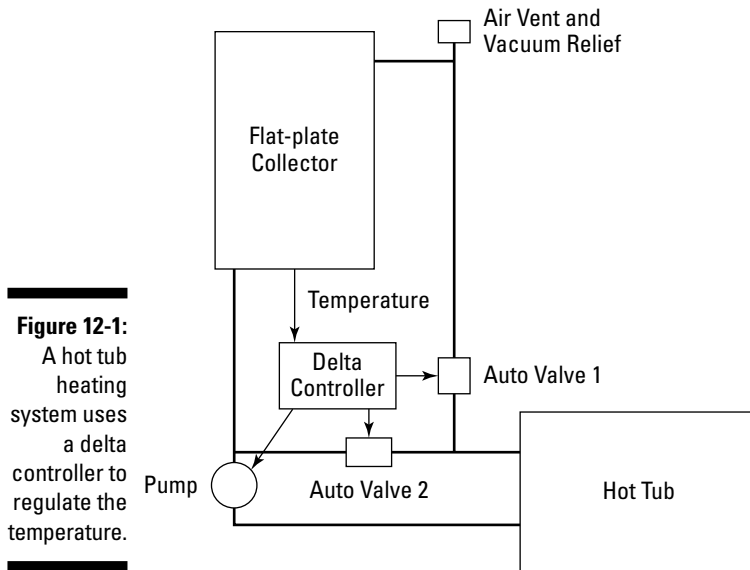 Air Vent and
Vacuum Relief
Flat-plate
Collector
Temperature
Figure 12-1:
A hot tub
heating
system uses
a delta
controller to
regulate the
temperature.
Delta
Controller
Auto Valve 1
Pump
Auto Valve 2
Hot Tub